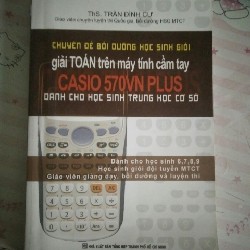 ThS. TRẦN ĐÌNH CƯ
CHUYÊN ĐỀ BỒI DƯỠNG HỌC SINH GIỎI
giải TOÁN trên máy tính cầm tay
CASIO 570VN PLUS
DÀNH CHO HỌC SINH TRUNG HỌC CƠ SỞ
Dành cho học sinh 6,7,8,9
Học sinh giỏi đội tuyển MTCT
Giáo viên giảng dạy, bồi dưỡng và luyện thi